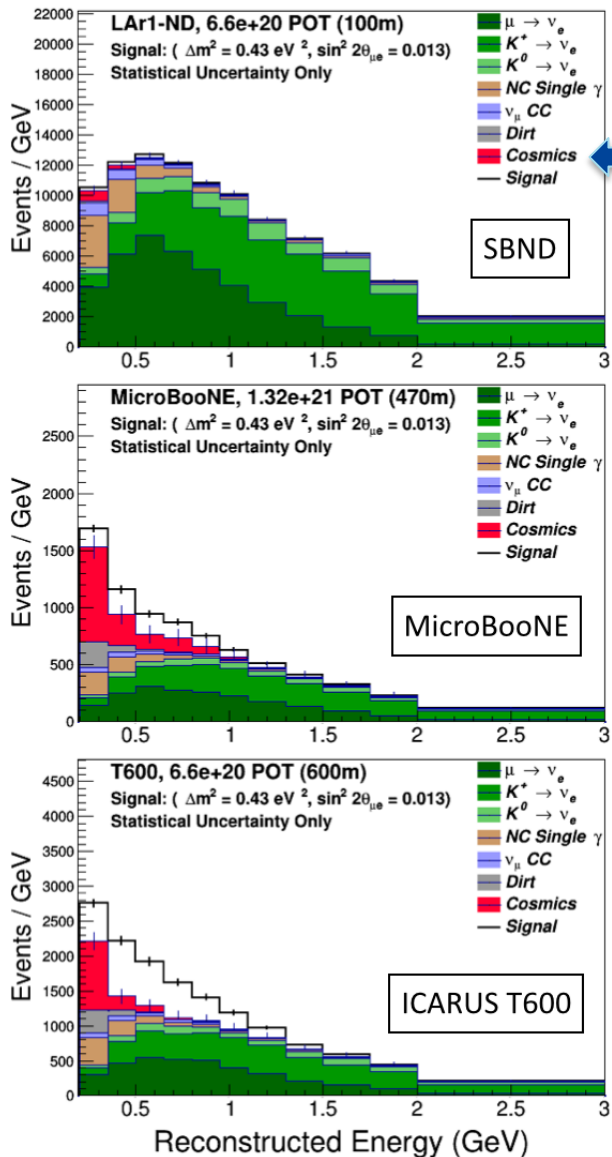 LAr1-ND, 6.6e+20 POT (100m)
Signal: ( Δm² = 0.43 eV ², sin² 2θμe = 0.013)
Statistical Uncertainty Only
μ → νe
K⁺ → νe
K⁰ → νe
NC Single γ
νμ CC
Dirt
Cosmics
Signal
SBND
Events / GeV
22000
20000
18000
16000
14000
12000
10000
8000
6000
4000
2000
0
0.5 1 1.5 2 2.5 3
MicroBooNE, 1.32e+21 POT (470m)
Signal: ( Δm² = 0.43 eV ², sin² 2θμe = 0.013)
Statistical Uncertainty Only
μ → νe
K⁺ → νe
K⁰ → νe
NC Single γ
νμ CC
Dirt
Cosmics
Signal
MicroBooNE
Events / GeV
2500
2000
1500
1000
500
0
0.5 1 1.5 2 2.5 3
T600, 6.6e+20 POT (600m)
Signal: ( Δm² = 0.43 eV ², sin² 2θμe = 0.013)
Statistical Uncertainty Only
μ → νe
K⁺ → νe
K⁰ → νe
NC Single γ
νμ CC
Dirt
Cosmics
Signal
ICARUS T600
Events / GeV
4500
4000
3500
3000
2500
2000
1500
1000
500
0
0.5 1 1.5 2 2.5 3
Reconstructed Energy (GeV)